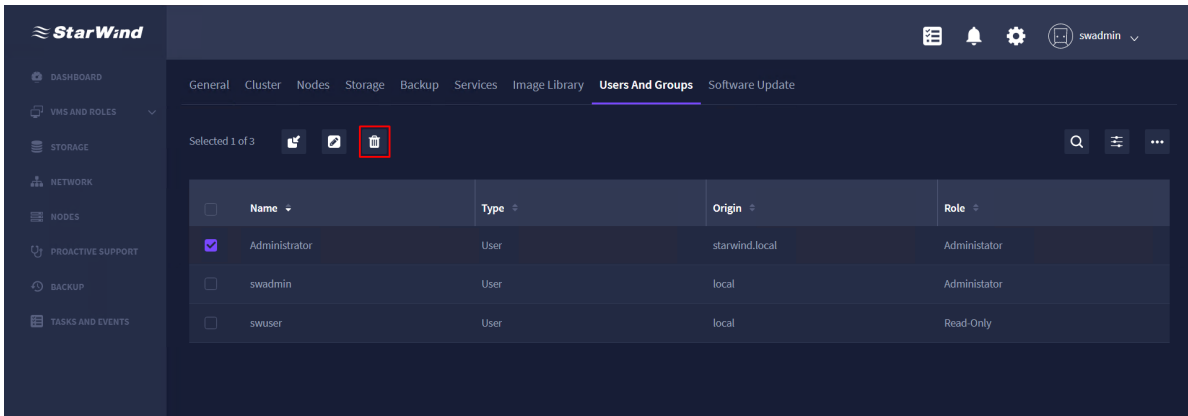 StarWind
swadmin
DASHBOARD
General Cluster Nodes Storage Backup Services Image Library Users And Groups Software Update
VMS AND ROLES
Selected 1 of 3
STORAGE
NETWORK
Name Type Origin Role
NODES
Administrator User starwind.local Administator
PROACTIVE SUPPORT
swadmin User local Administator
BACKUP
swuser User local Read-Only
TASKS AND EVENTS